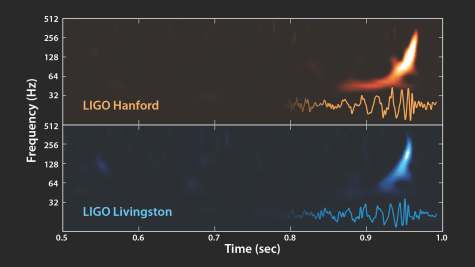 512
256
128
64
32
LIGO Hanford
512
256
128
64
32
LIGO Livingston
Frequency (Hz)
0.5 0.6 0.7 0.8 0.9 1.0
Time (sec)